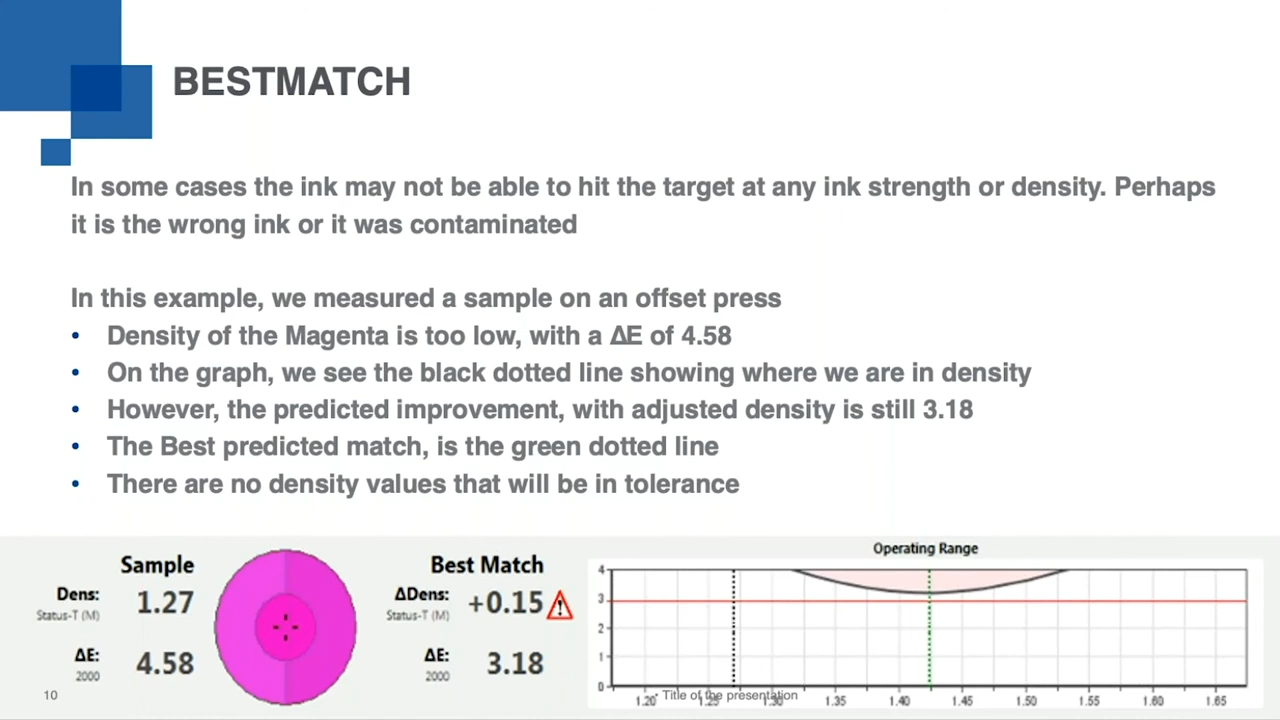 BESTMATCH
In some cases the ink may not be able to hit the target at any ink strength or density. Perhaps
it is the wrong ink or it was contaminated
In this example, we measured a sample on an offset press
• Density of the Magenta is too low, with a ΔE of 4.58
• On the graph, we see the black dotted line showing where we are in density
• However, the predicted improvement, with adjusted density is still 3.18
• The Best predicted match, is the green dotted line
• There are no density values that will be in tolerance
Sample
Dens: 1.27
Status-T (M)
ΔE: 4.58
2000
Best Match
ΔDens: +0.15
Status-T (M)
ΔE: 3.18
2000
Operating Range
4
3
2
1
0
1.20 1.25 1.30 1.35 1.40 1.45 1.50 1.55 1.60 1.65
10
• Title of the presentation